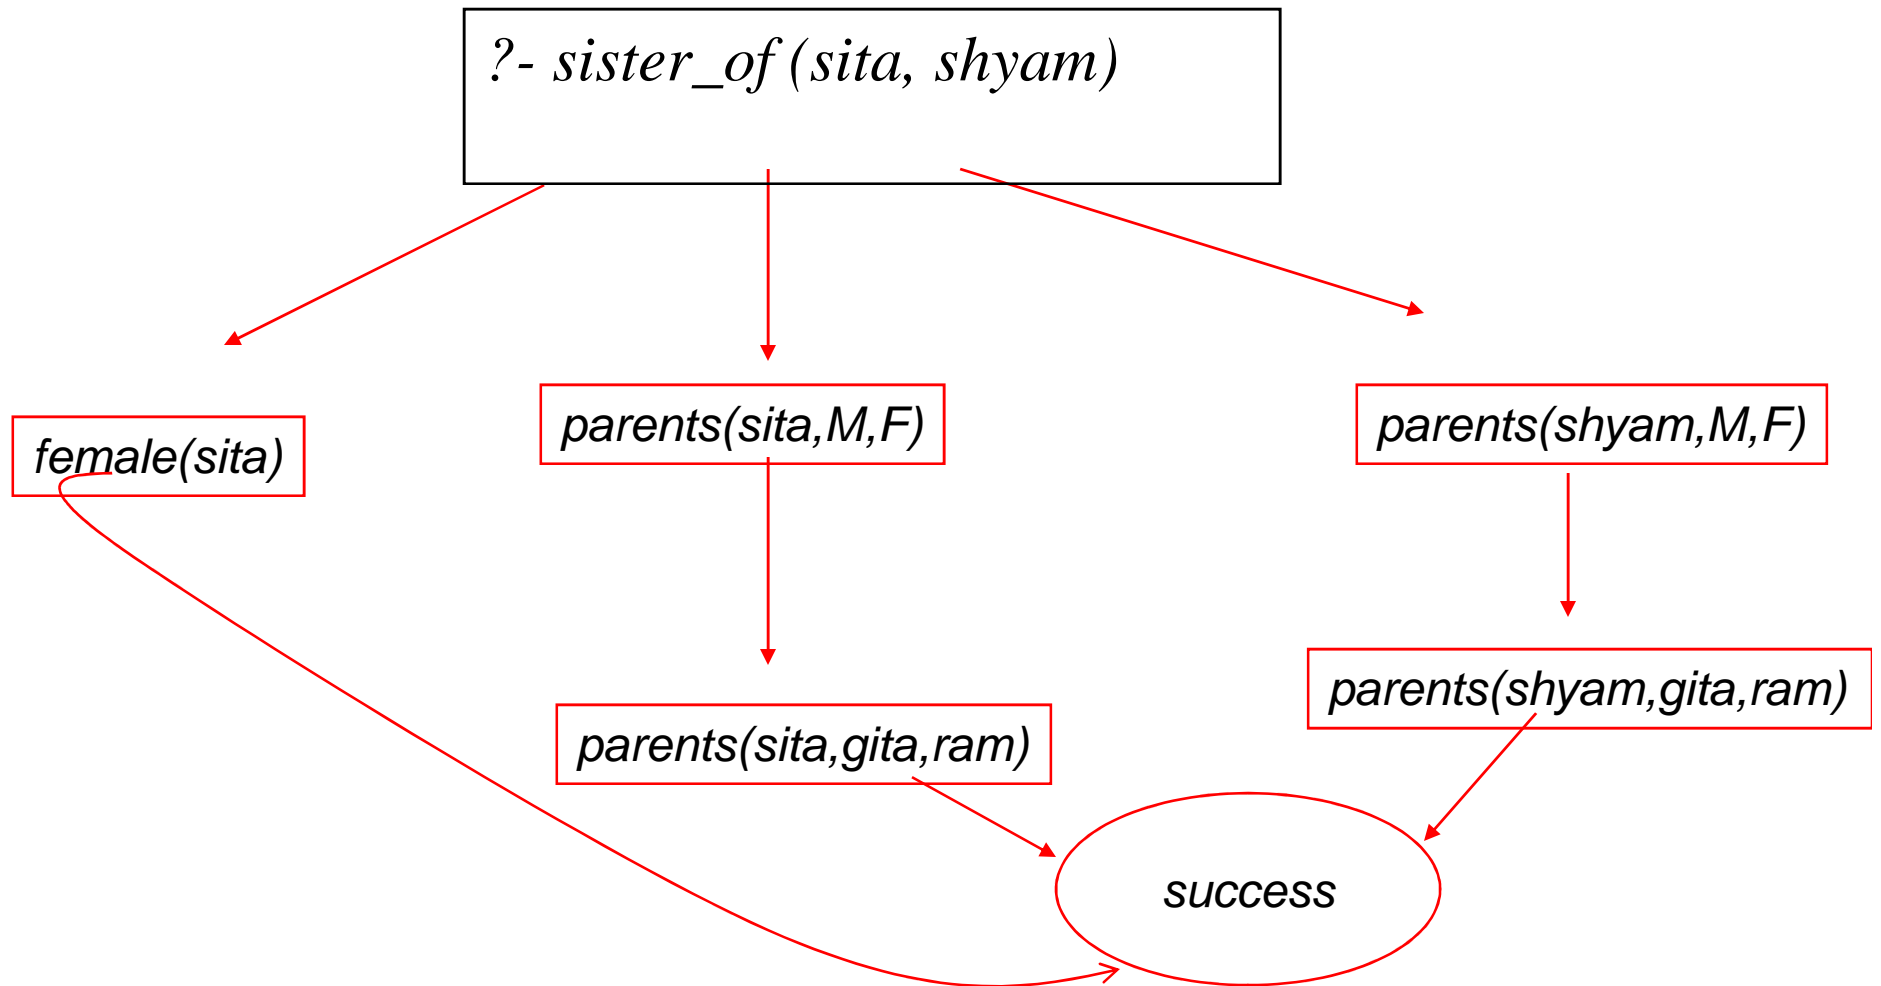 ?- sister_of (sita, shyam)
female(sita)
parents(sita,M,F)
parents(shyam,M,F)
parents(sita,gita,ram)
parents(shyam,gita,ram)
success